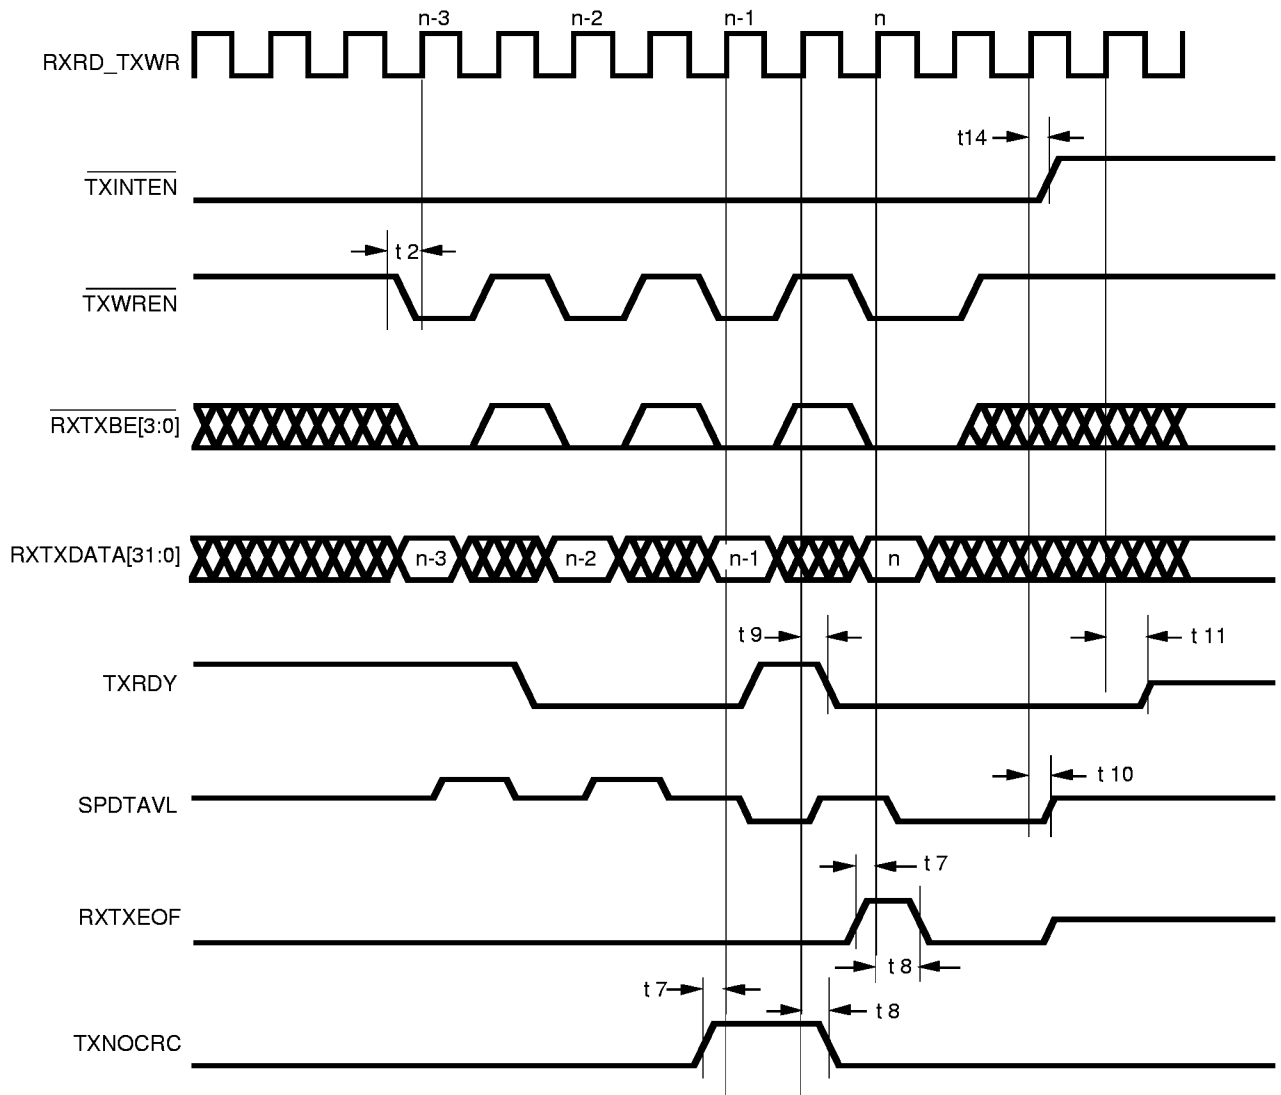 n-3 n-2 n-1 n
RXRD_TXWR
t14
TXINTEN
t 2
TXWREN
RXTXBE[3:0]
RXTXDATA[31:0] n-3 n-2 n-1 n
t 9 t 11
TXRDY
t 10
SPDTAVL
t 7
RXTXEOF
t 8
t 7
t 8
TXNOCRC